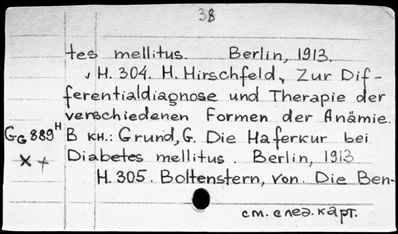 38
tes mellitus. Berlin, 1913.
H. 304. H. Hirschfeld, Zur Dif-
ferentialdiagnose und Therapie der
verschiedenen Formen der Anämie.
GG 889 H В кн.: Grund, G. Die Haferkur bei
× + Diabetes mellitus. Berlin, 1913
H. 305. Boltenstern, von. Die Ben-
см. след. карт.